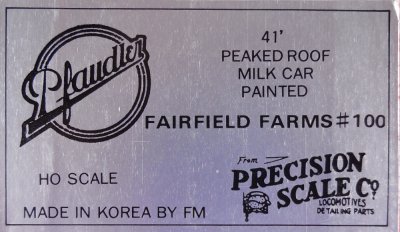 Pfaudler
41'
PEAKED ROOF
MILK CAR
PAINTED
FAIRFIELD FARMS #100
HO SCALE
MADE IN KOREA BY FM
From
PRECISION
SCALE Co.
LOCOMOTIVES
DETAILING PARTS